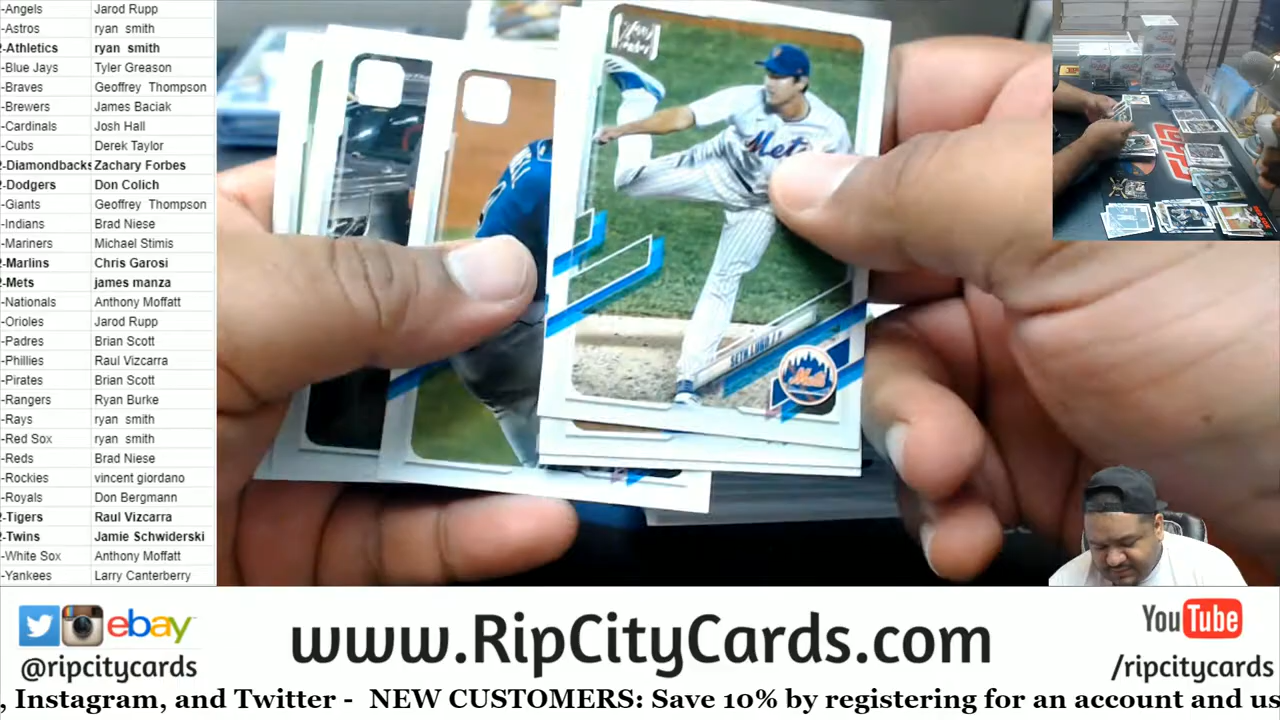 -Angels Jarod Rupp
-Astros ryan smith
2-Athletics ryan smith
-Blue Jays Tyler Greason
-Braves Geoffrey Thompson
-Brewers James Baciak
-Cardinals Josh Hall
-Cubs Derek Taylor
2-Diamondbacks Zachary Forbes
2-Dodgers Don Colich
-Giants Geoffrey Thompson
-Indians Brad Niese
-Mariners Michael Stimis
2-Marlins Chris Garosi
2-Mets james manza
-Nationals Anthony Moffatt
-Orioles Jarod Rupp
-Padres Brian Scott
-Phillies Raul Vizcarra
-Pirates Brian Scott
-Rangers Ryan Burke
-Rays ryan smith
-Red Sox ryan smith
-Reds Brad Niese
-Rockies vincent giordano
-Royals Don Bergmann
2-Tigers Raul Vizcarra
2-Twins Jamie Schwiderski
-White Sox Anthony Moffatt
-Yankees Larry Canterberry
Mets
SETH LUGO
Mets
ebay
@ripcitycards
www.RipCityCards.com
YouTube
/ripcitycards
, Instagram, and Twitter - NEW CUSTOMERS: Save 10% by registering for an account and us